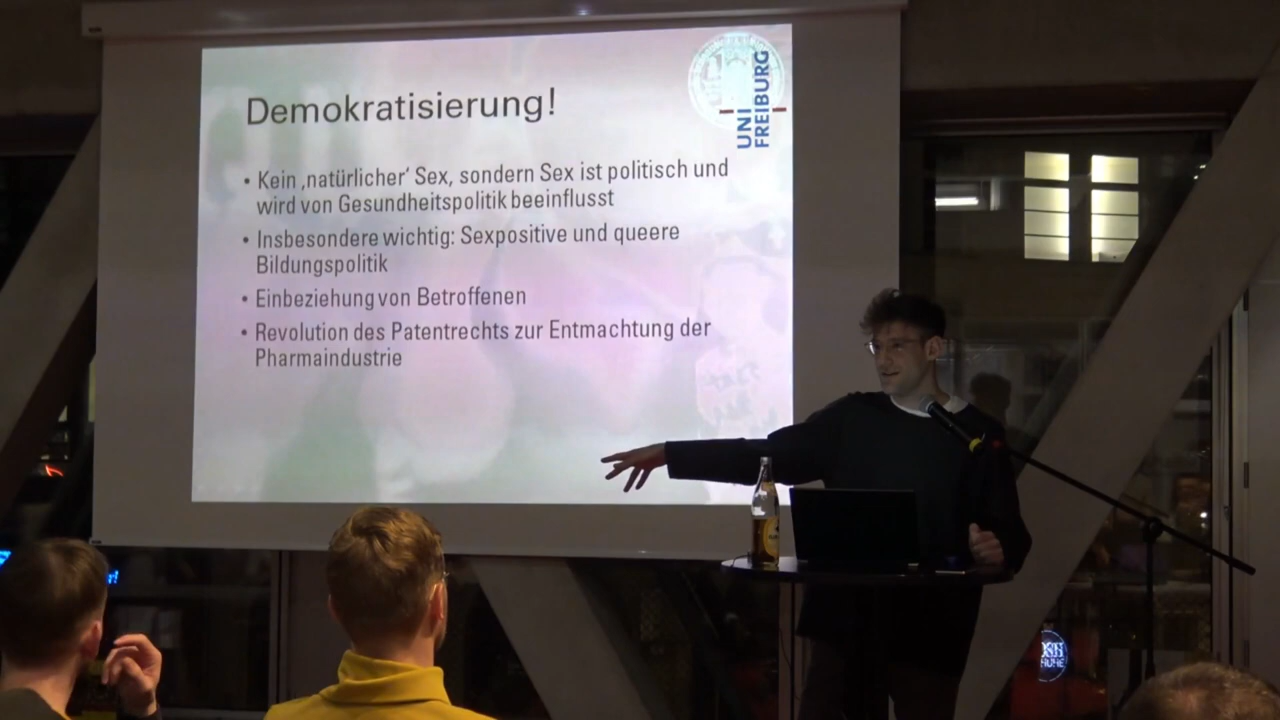 Demokratisierung!
UNI
FREIBURG
• Kein ‚natürlicher' Sex, sondern Sex ist politisch und
wird von Gesundheitspolitik beeinflusst
• Insbesondere wichtig: Sexpositive und queere
Bildungspolitik
• Einbeziehung von Betroffenen
• Revolution des Patentrechts zur Entmachtung der
Pharmaindustrie